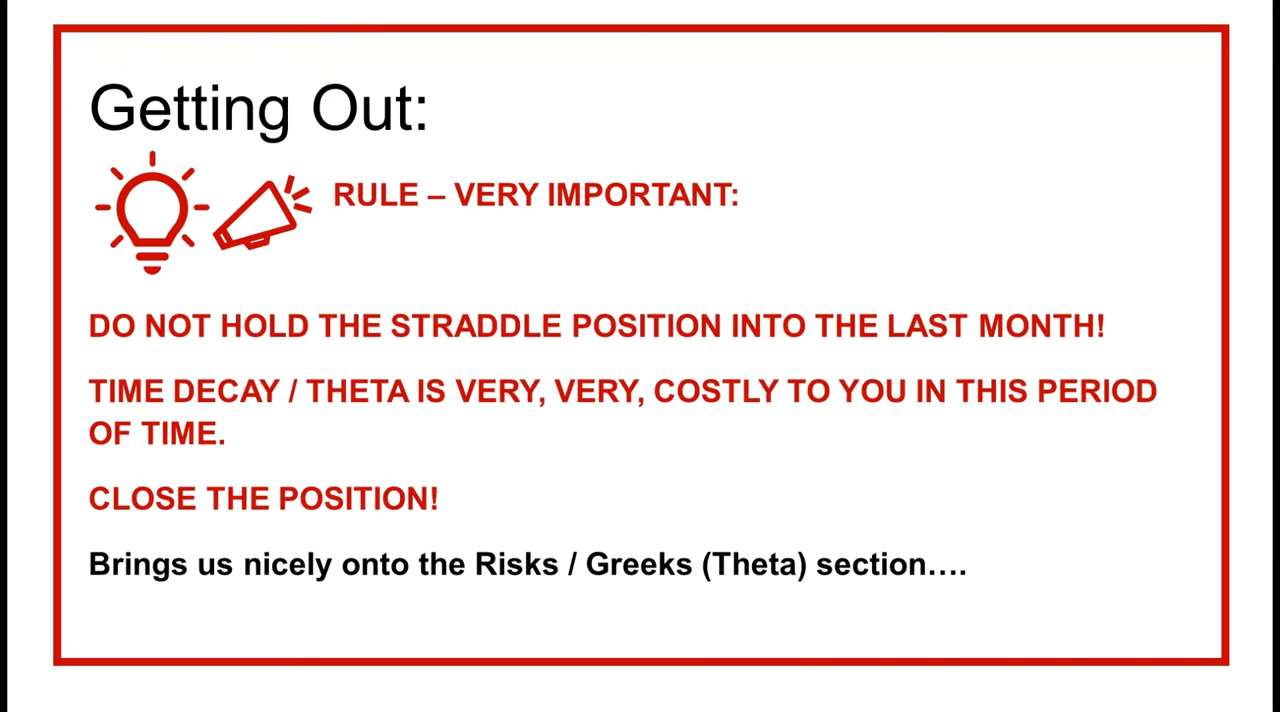 Getting Out:
RULE – VERY IMPORTANT:
DO NOT HOLD THE STRADDLE POSITION INTO THE LAST MONTH!
TIME DECAY / THETA IS VERY, VERY, COSTLY TO YOU IN THIS PERIOD
OF TIME.
CLOSE THE POSITION!
Brings us nicely onto the Risks / Greeks (Theta) section….